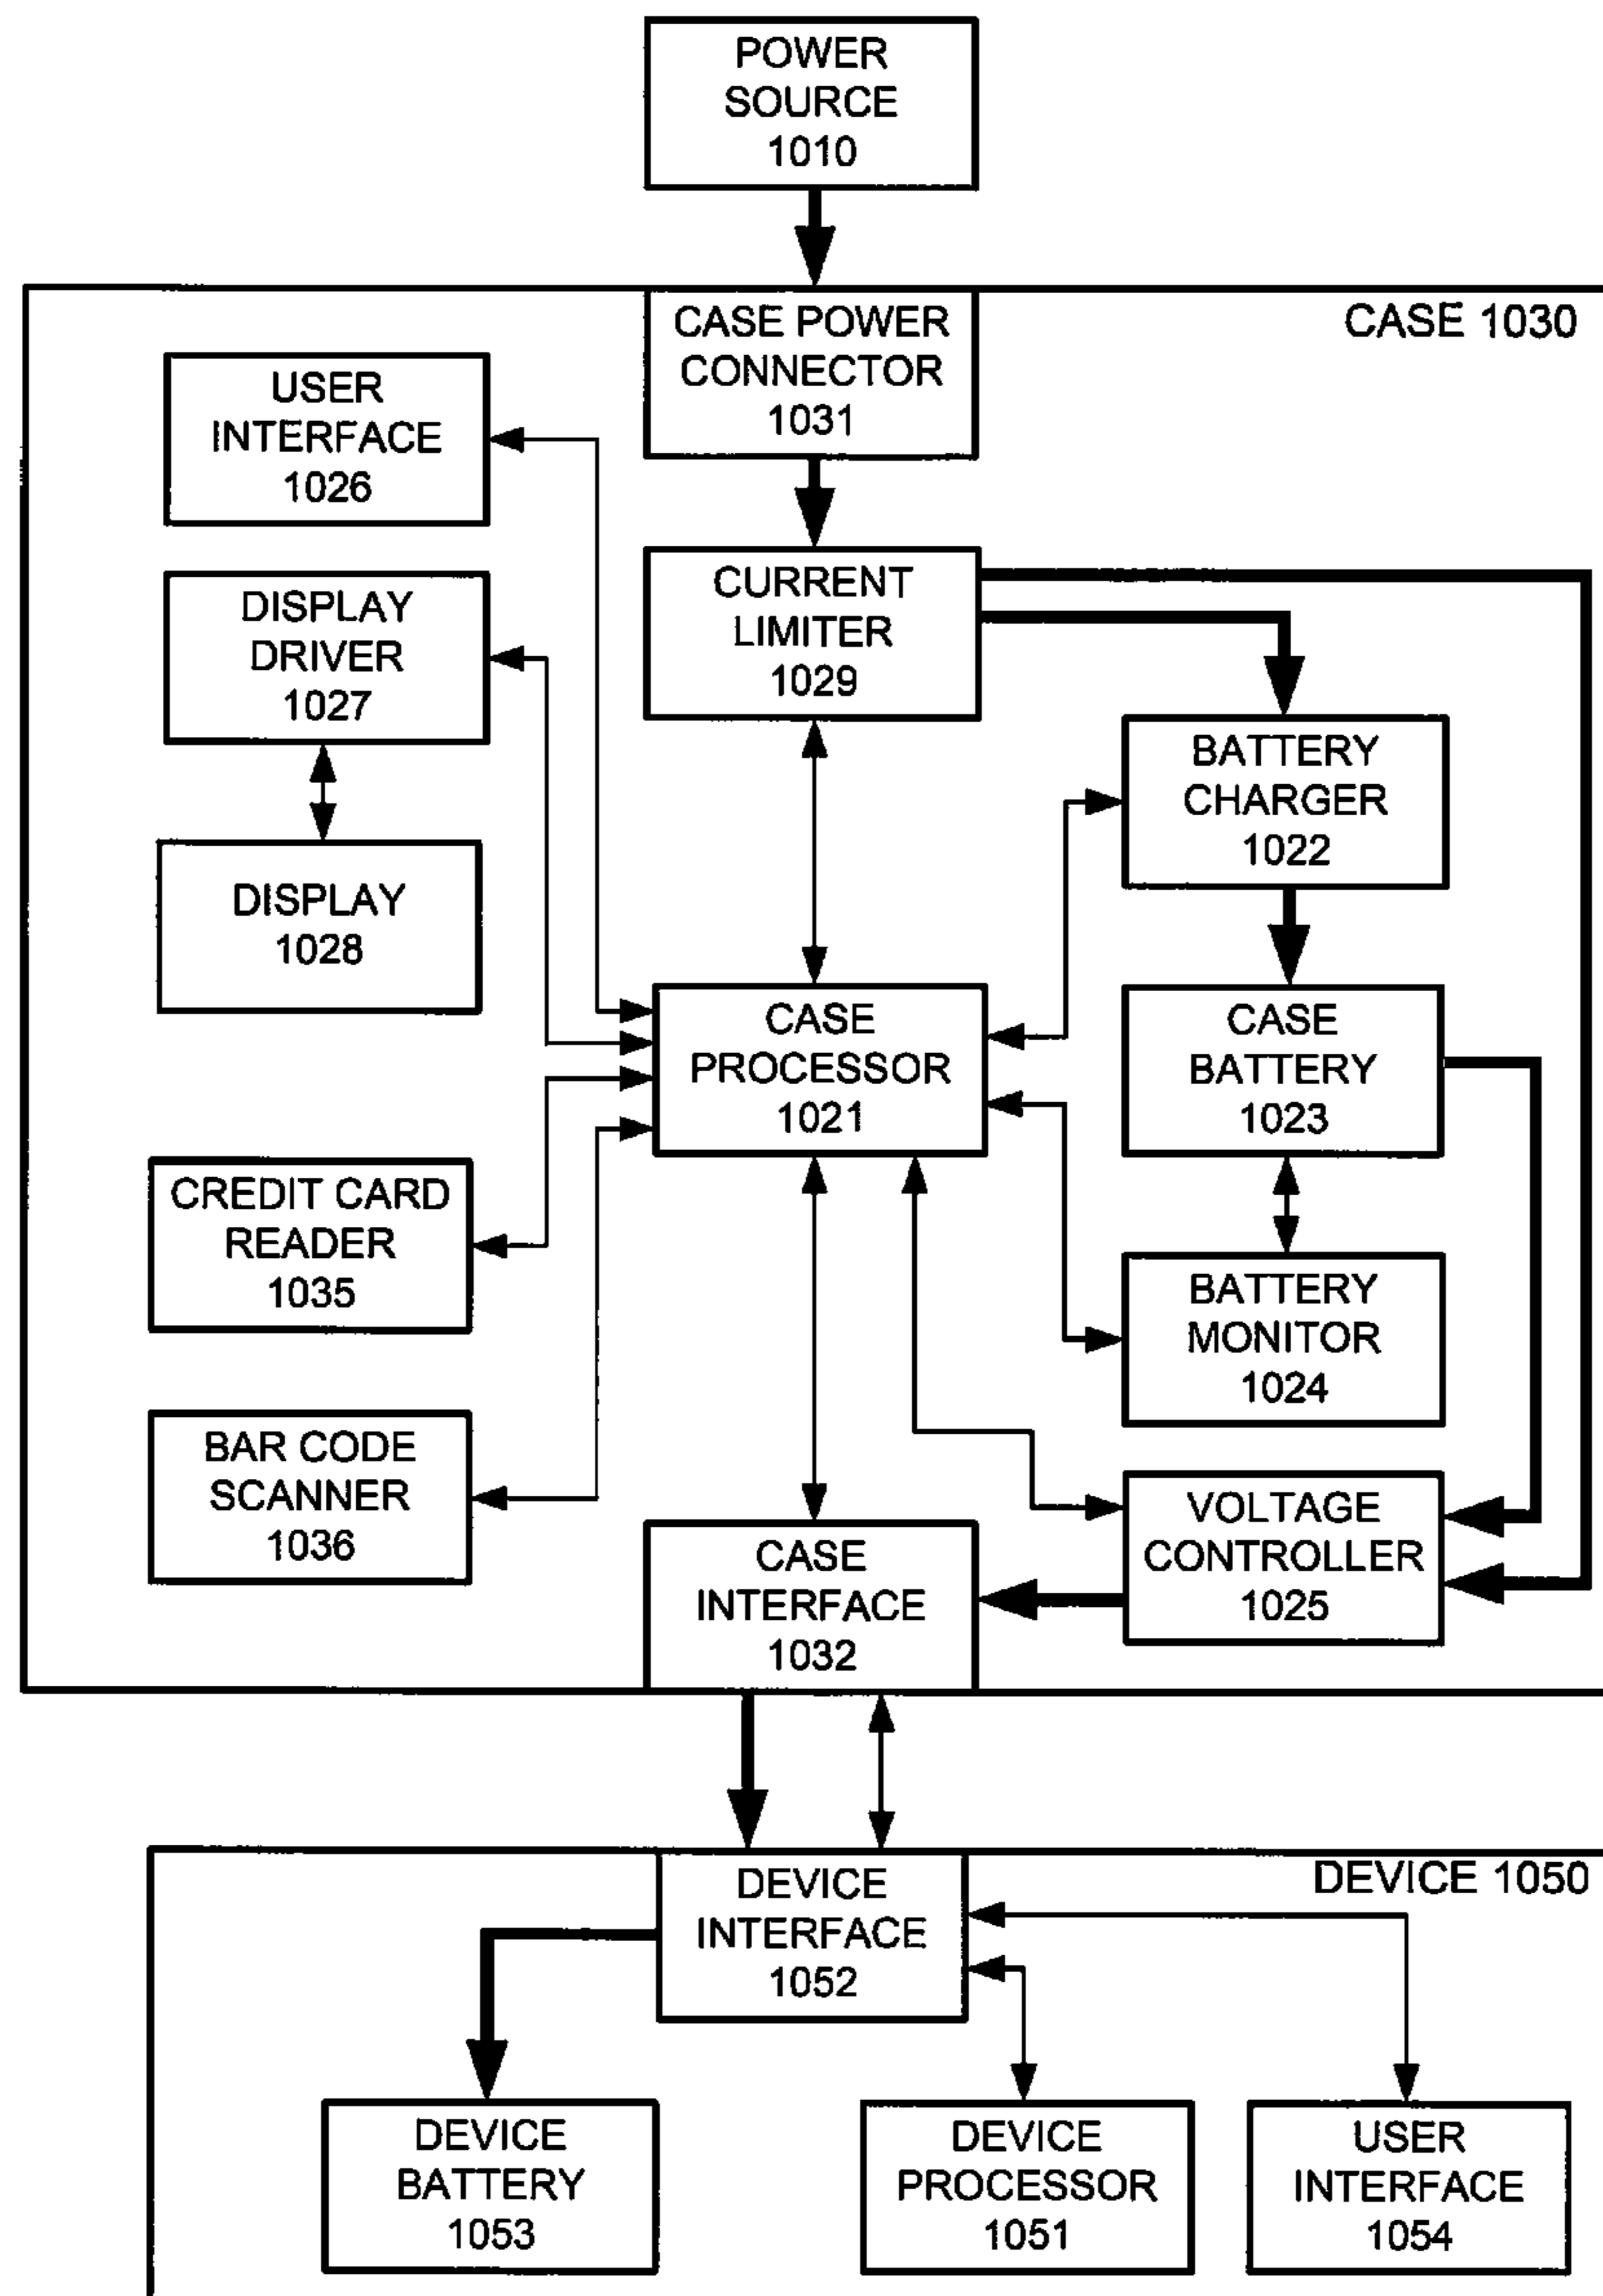 POWER
SOURCE
1010
CASE 1030
CASE POWER
CONNECTOR
1031
USER
INTERFACE
1026
CURRENT
LIMITER
1029
DISPLAY
DRIVER
1027
BATTERY
CHARGER
1022
DISPLAY
1028
CASE
PROCESSOR
1021
CASE
BATTERY
1023
CREDIT CARD
READER
1035
BATTERY
MONITOR
1024
BAR CODE
SCANNER
1036
VOLTAGE
CONTROLLER
1025
CASE
INTERFACE
1032
DEVICE 1050
DEVICE
INTERFACE
1052
DEVICE
BATTERY
1053
DEVICE
PROCESSOR
1051
USER
INTERFACE
1054